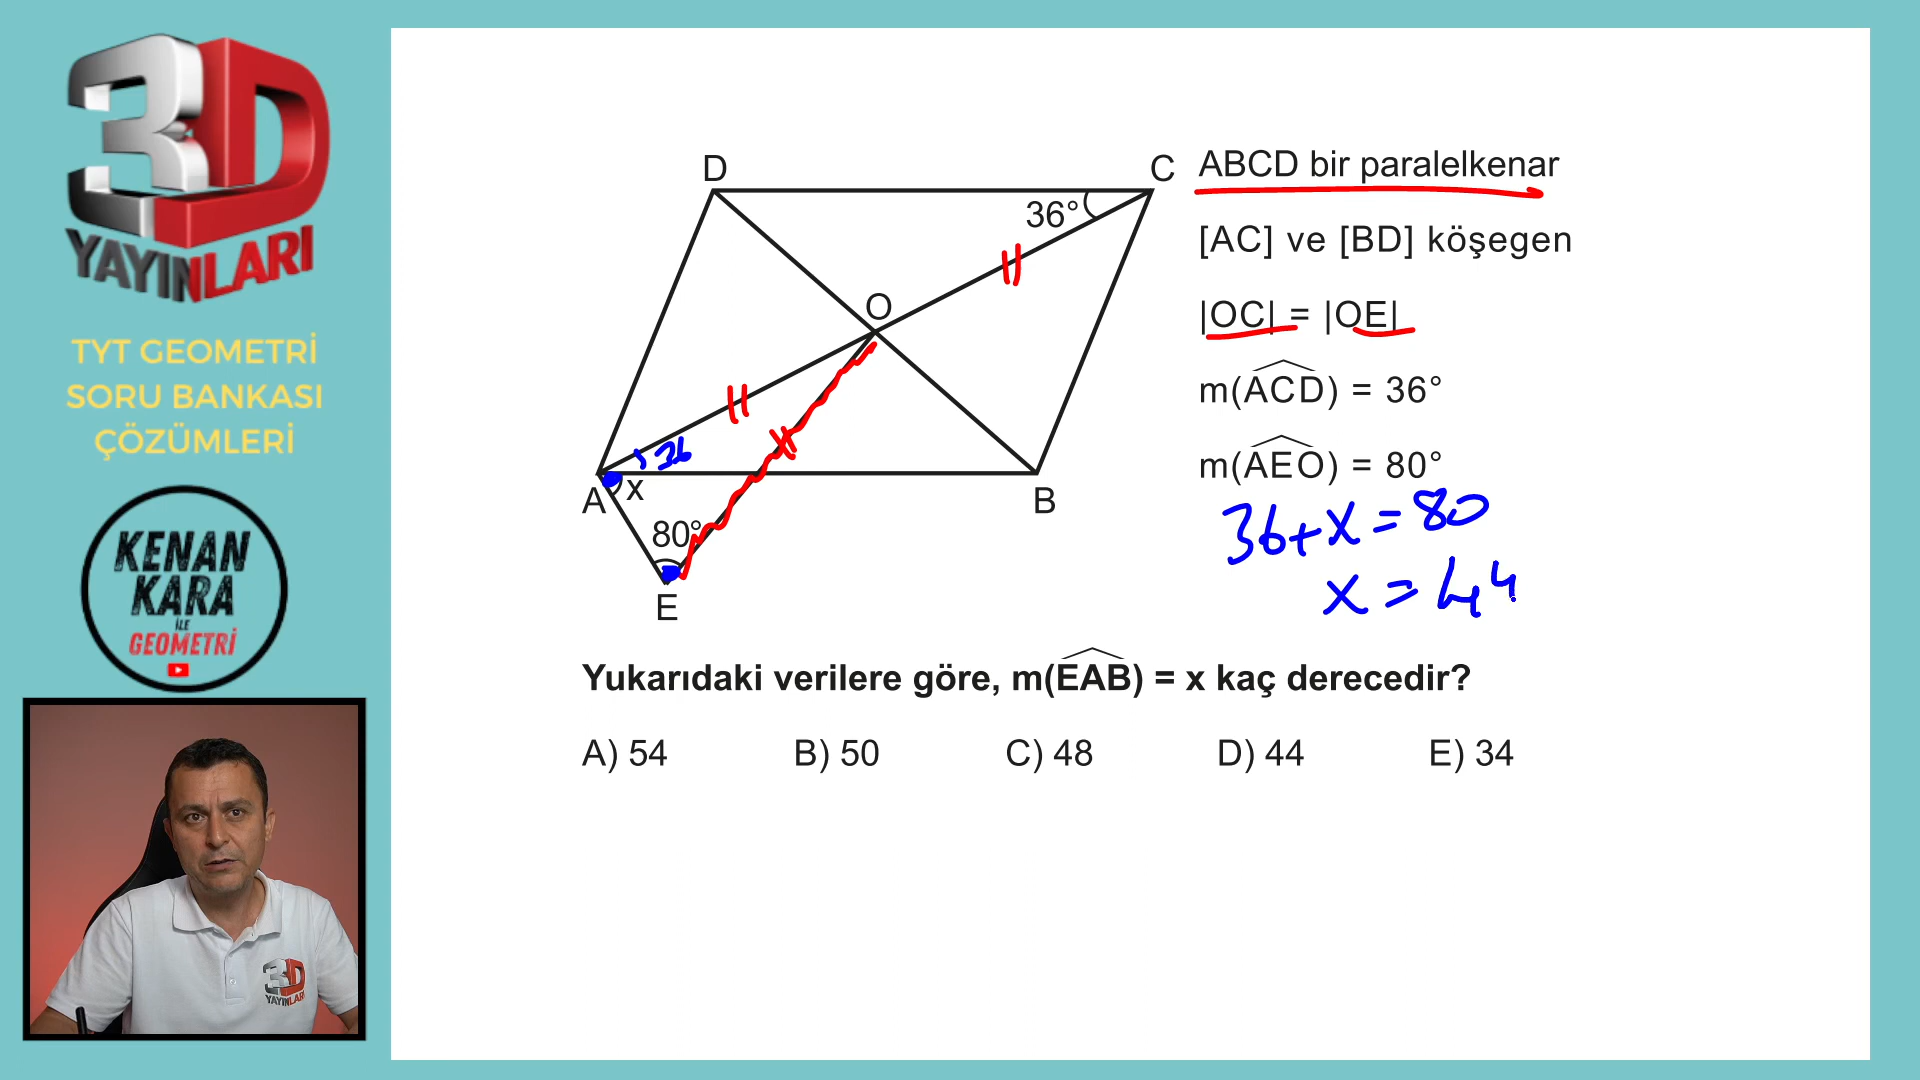 3D
YAYINLARI
TYT GEOMETRİ
SORU BANKASI
ÇÖZÜMLERİ
KENAN
KARA
İLE
GEOMETRİ
3D
YAYINLARI
D
C
36°
O
36
A
x
B
80°
E
ABCD bir paralelkenar
[AC] ve [BD] köşegen
|OC| = |OE|
m(ACD) = 36°
m(AEO) = 80°
36+x=80
x=44
Yukarıdaki verilere göre, m(EAB) = x kaç derecedir?
A) 54 B) 50 C) 48 D) 44 E) 34